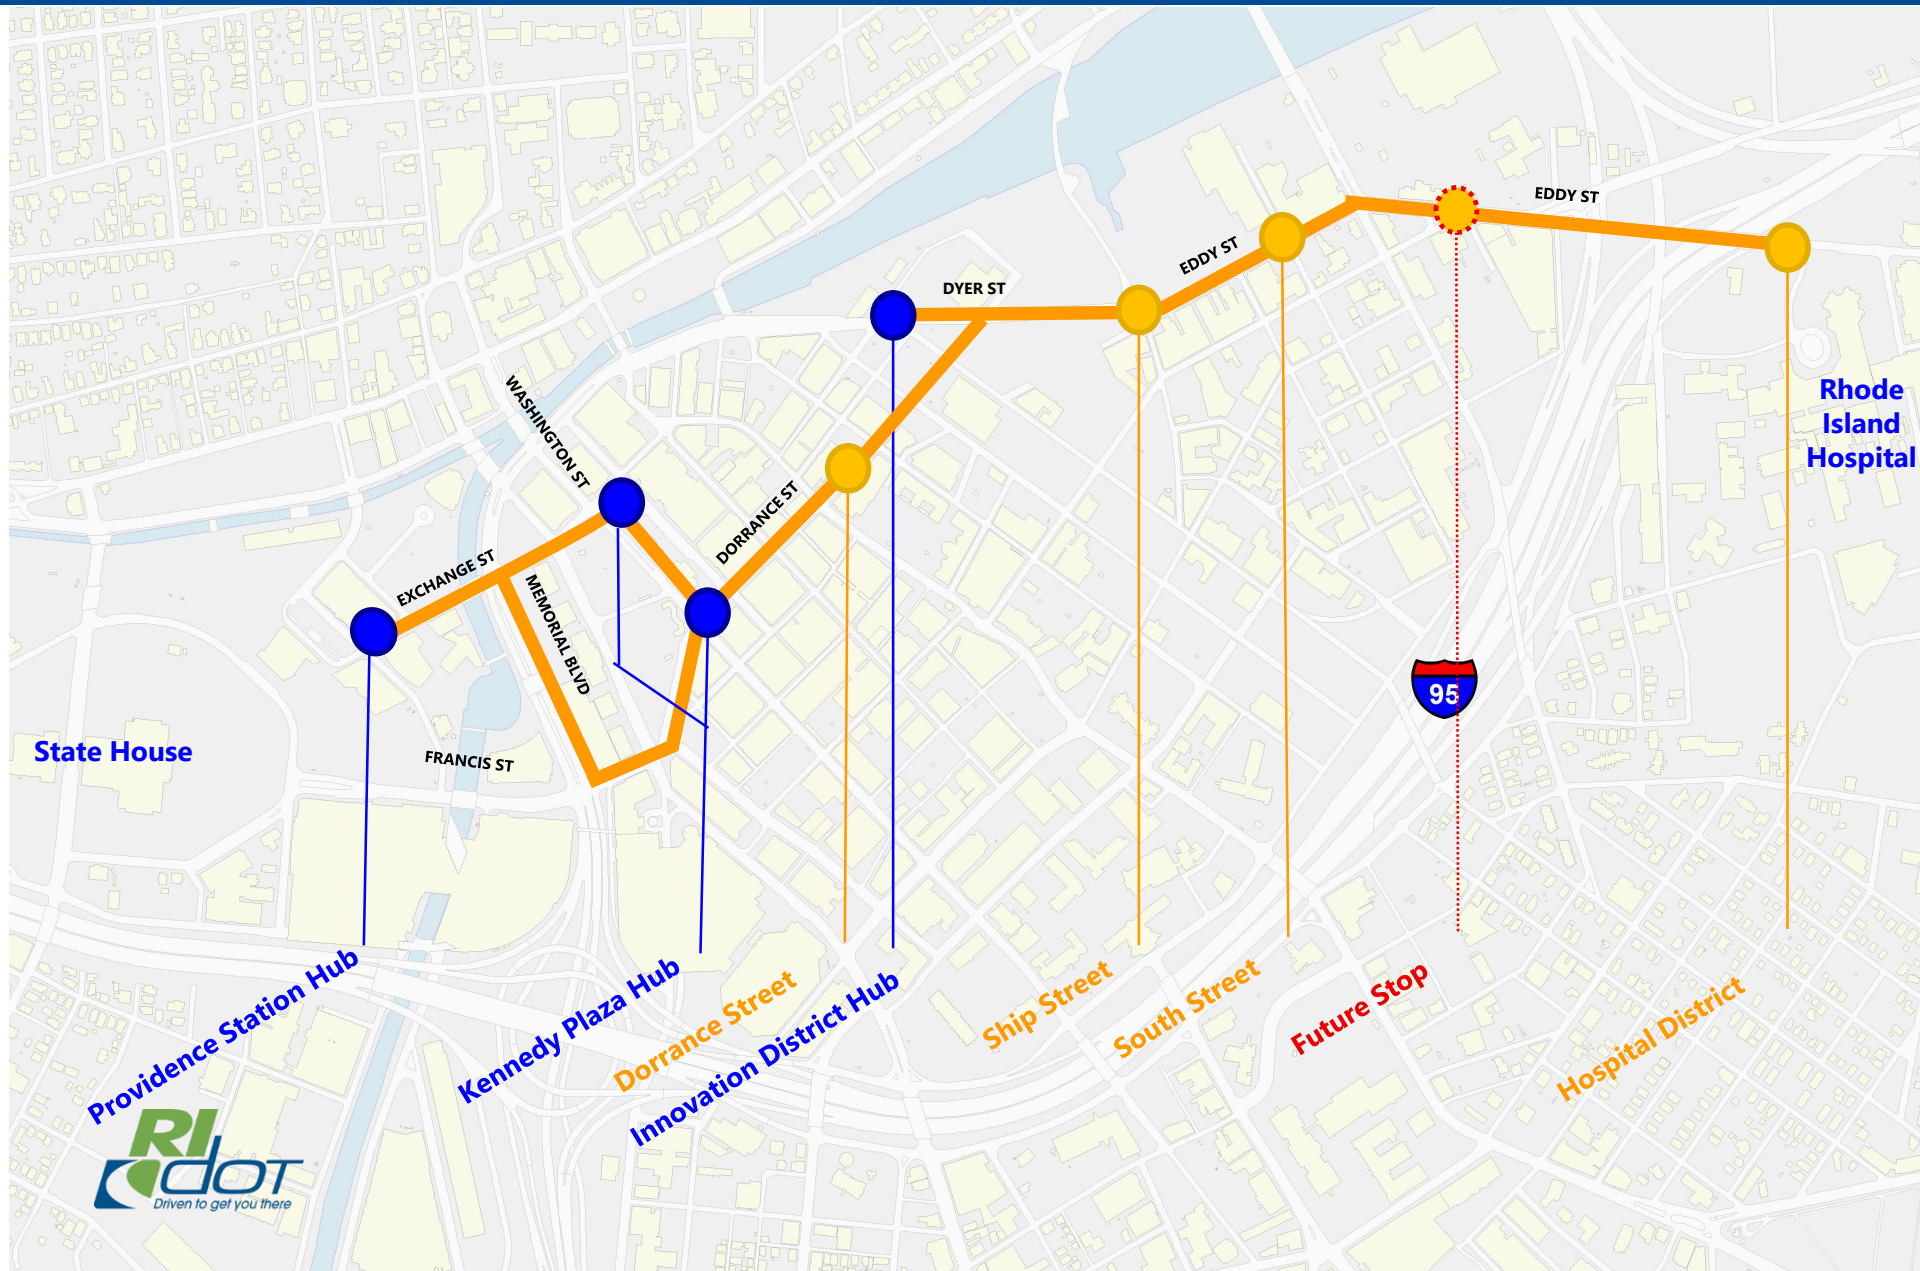 EDDY ST
EDDY ST
DYER ST
WASHINGTON ST
DORRANCE ST
EXCHANGE ST
MEMORIAL BLVD
FRANCIS ST
Rhode
Island
Hospital
State House
95
Providence Station Hub
Kennedy Plaza Hub
Dorrance Street
Innovation District Hub
Ship Street
South Street
Future Stop
Hospital District
RI
DOT
Driven to get you there